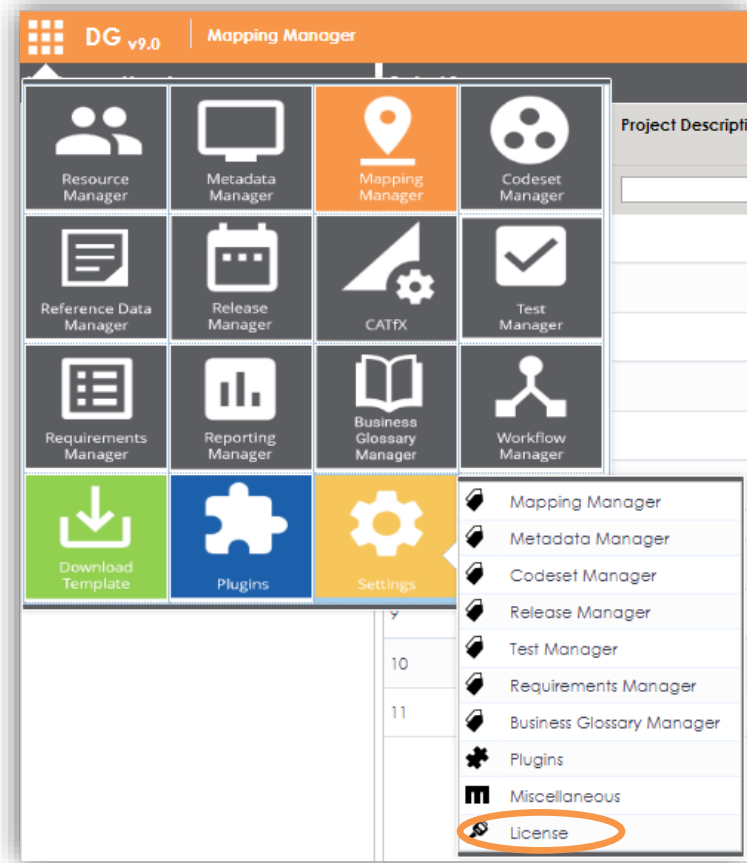 DG v9.0 Mapping Manager
Project Descripti
Resource
Manager
Metadata
Manager
Mapping
Manager
Codeset
Manager
Reference Data
Manager
Release
Manager
CATfX
Test
Manager
Requirements
Manager
Reporting
Manager
Business
Glossary
Manager
Workflow
Manager
Download
Template
Plugins
Settings
Mapping Manager
Metadata Manager
Codeset Manager
Release Manager
Test Manager
Requirements Manager
Business Glossary Manager
Plugins
Miscellaneous
License
9
10
11